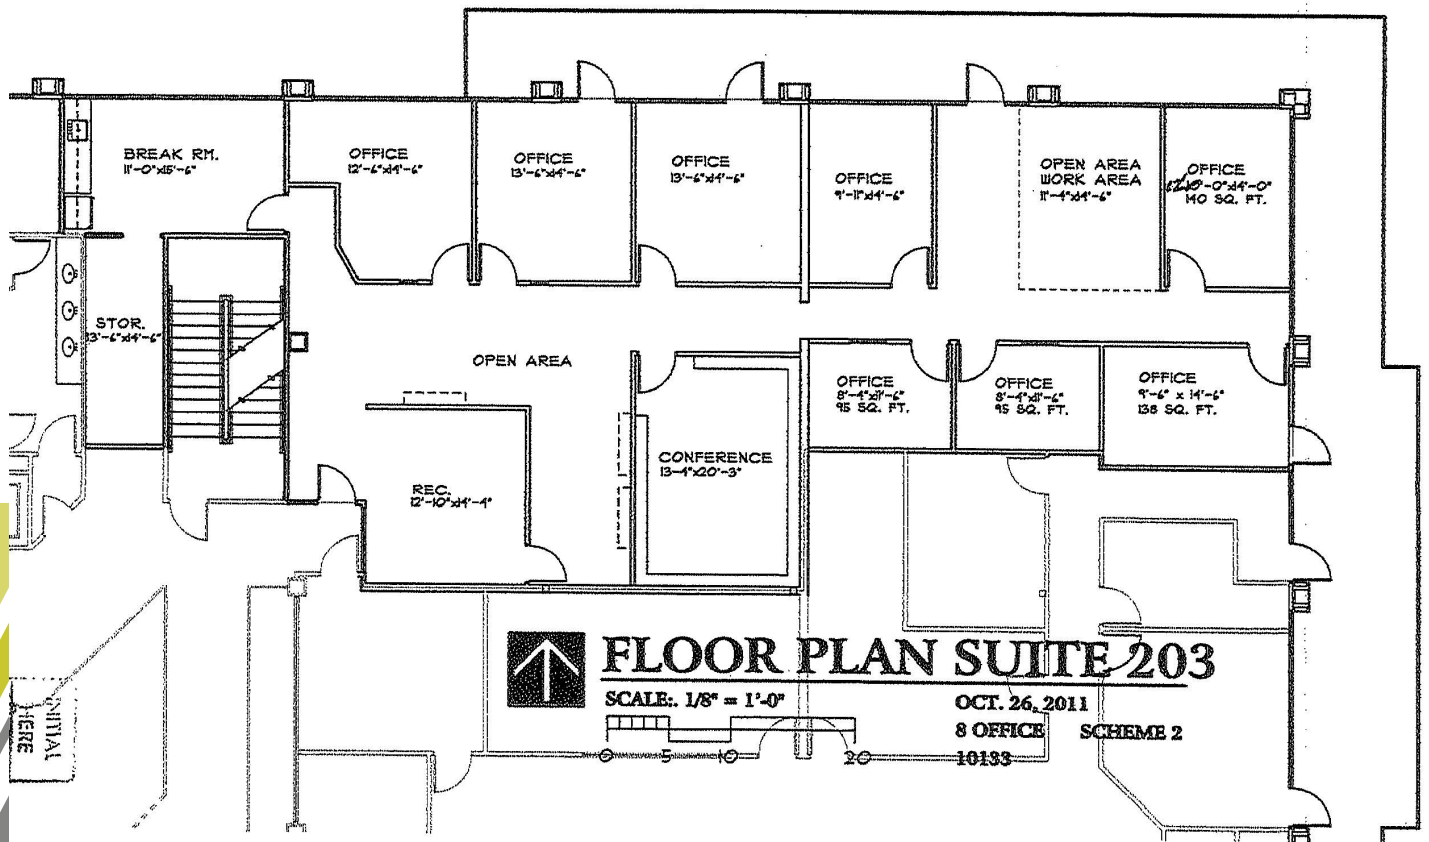 BREAK RM.
11'-0"x15'-6"
OFFICE
12'-6"x14'-6"
OFFICE
13'-6"x14'-6"
OFFICE
13'-6"x14'-6"
OFFICE
9'-11"x14'-6"
OPEN AREA
WORK AREA
11'-4"x14'-6"
OFFICE
-0"x14'-0"
140 SQ. FT.
STOR.
13'-6"x14'-6"
OPEN AREA
OFFICE
8'-4"x11'-6"
95 SQ. FT.
OFFICE
8'-4"x11'-6"
95 SQ. FT.
OFFICE
9'-6" x 14'-6"
138 SQ. FT.
CONFERENCE
13-4"x20'-3"
REC.
12'-10"x14'-4"
FLOOR PLAN SUITE 203
SCALE:. 1/8" = 1'-0"
OCT. 26, 2011
8 OFFICE SCHEME 2
0 5 10 20
10133
INITIAL
HERE